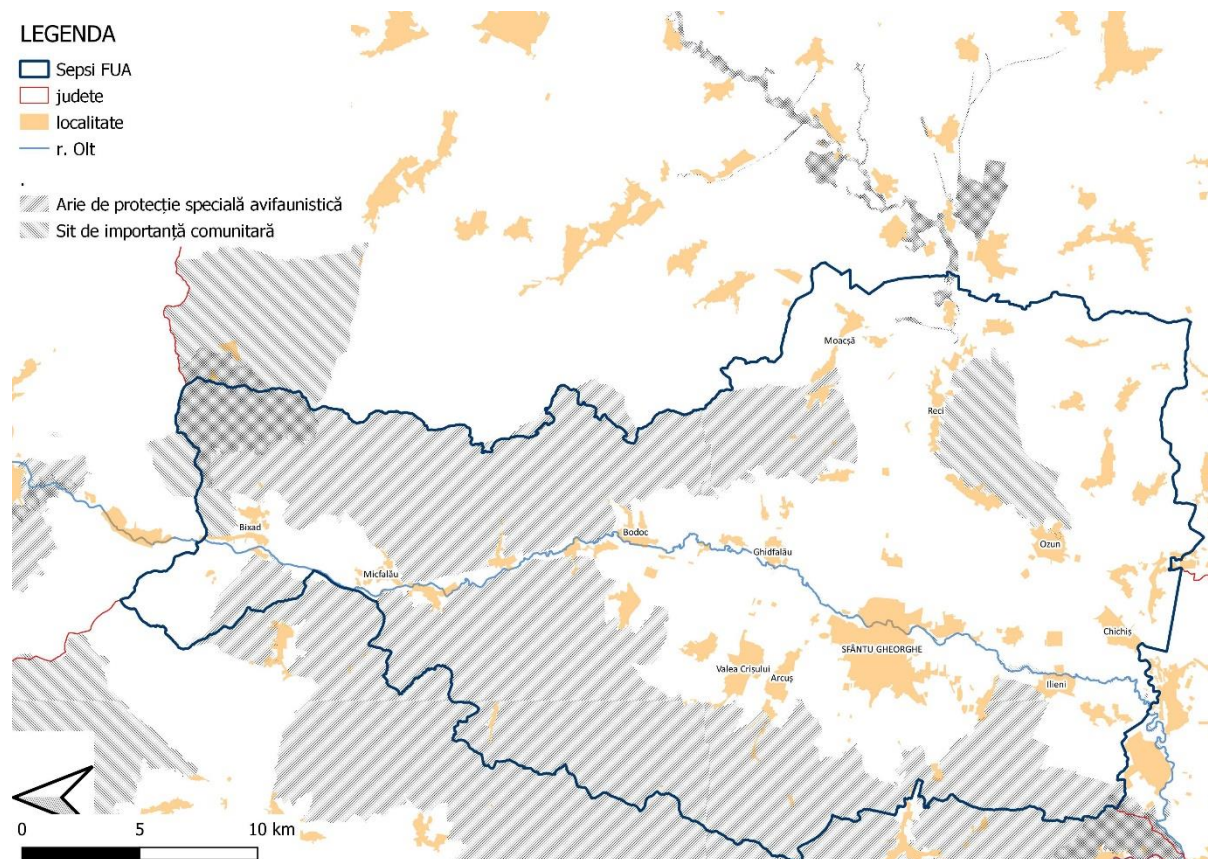 LEGENDA
Sepsi FUA
judete
localitate
r. Olt
.
Arie de protecție specială avifaunistică
Sit de importanță comunitară
Moacșă
Reci
Bixad
Bodoc
Ozun
Ghidfalău
Micfalău
Chichiș
SFÂNTU GHEORGHE
Valea Crișului
Arcuș
Ilieni
0 5 10 km